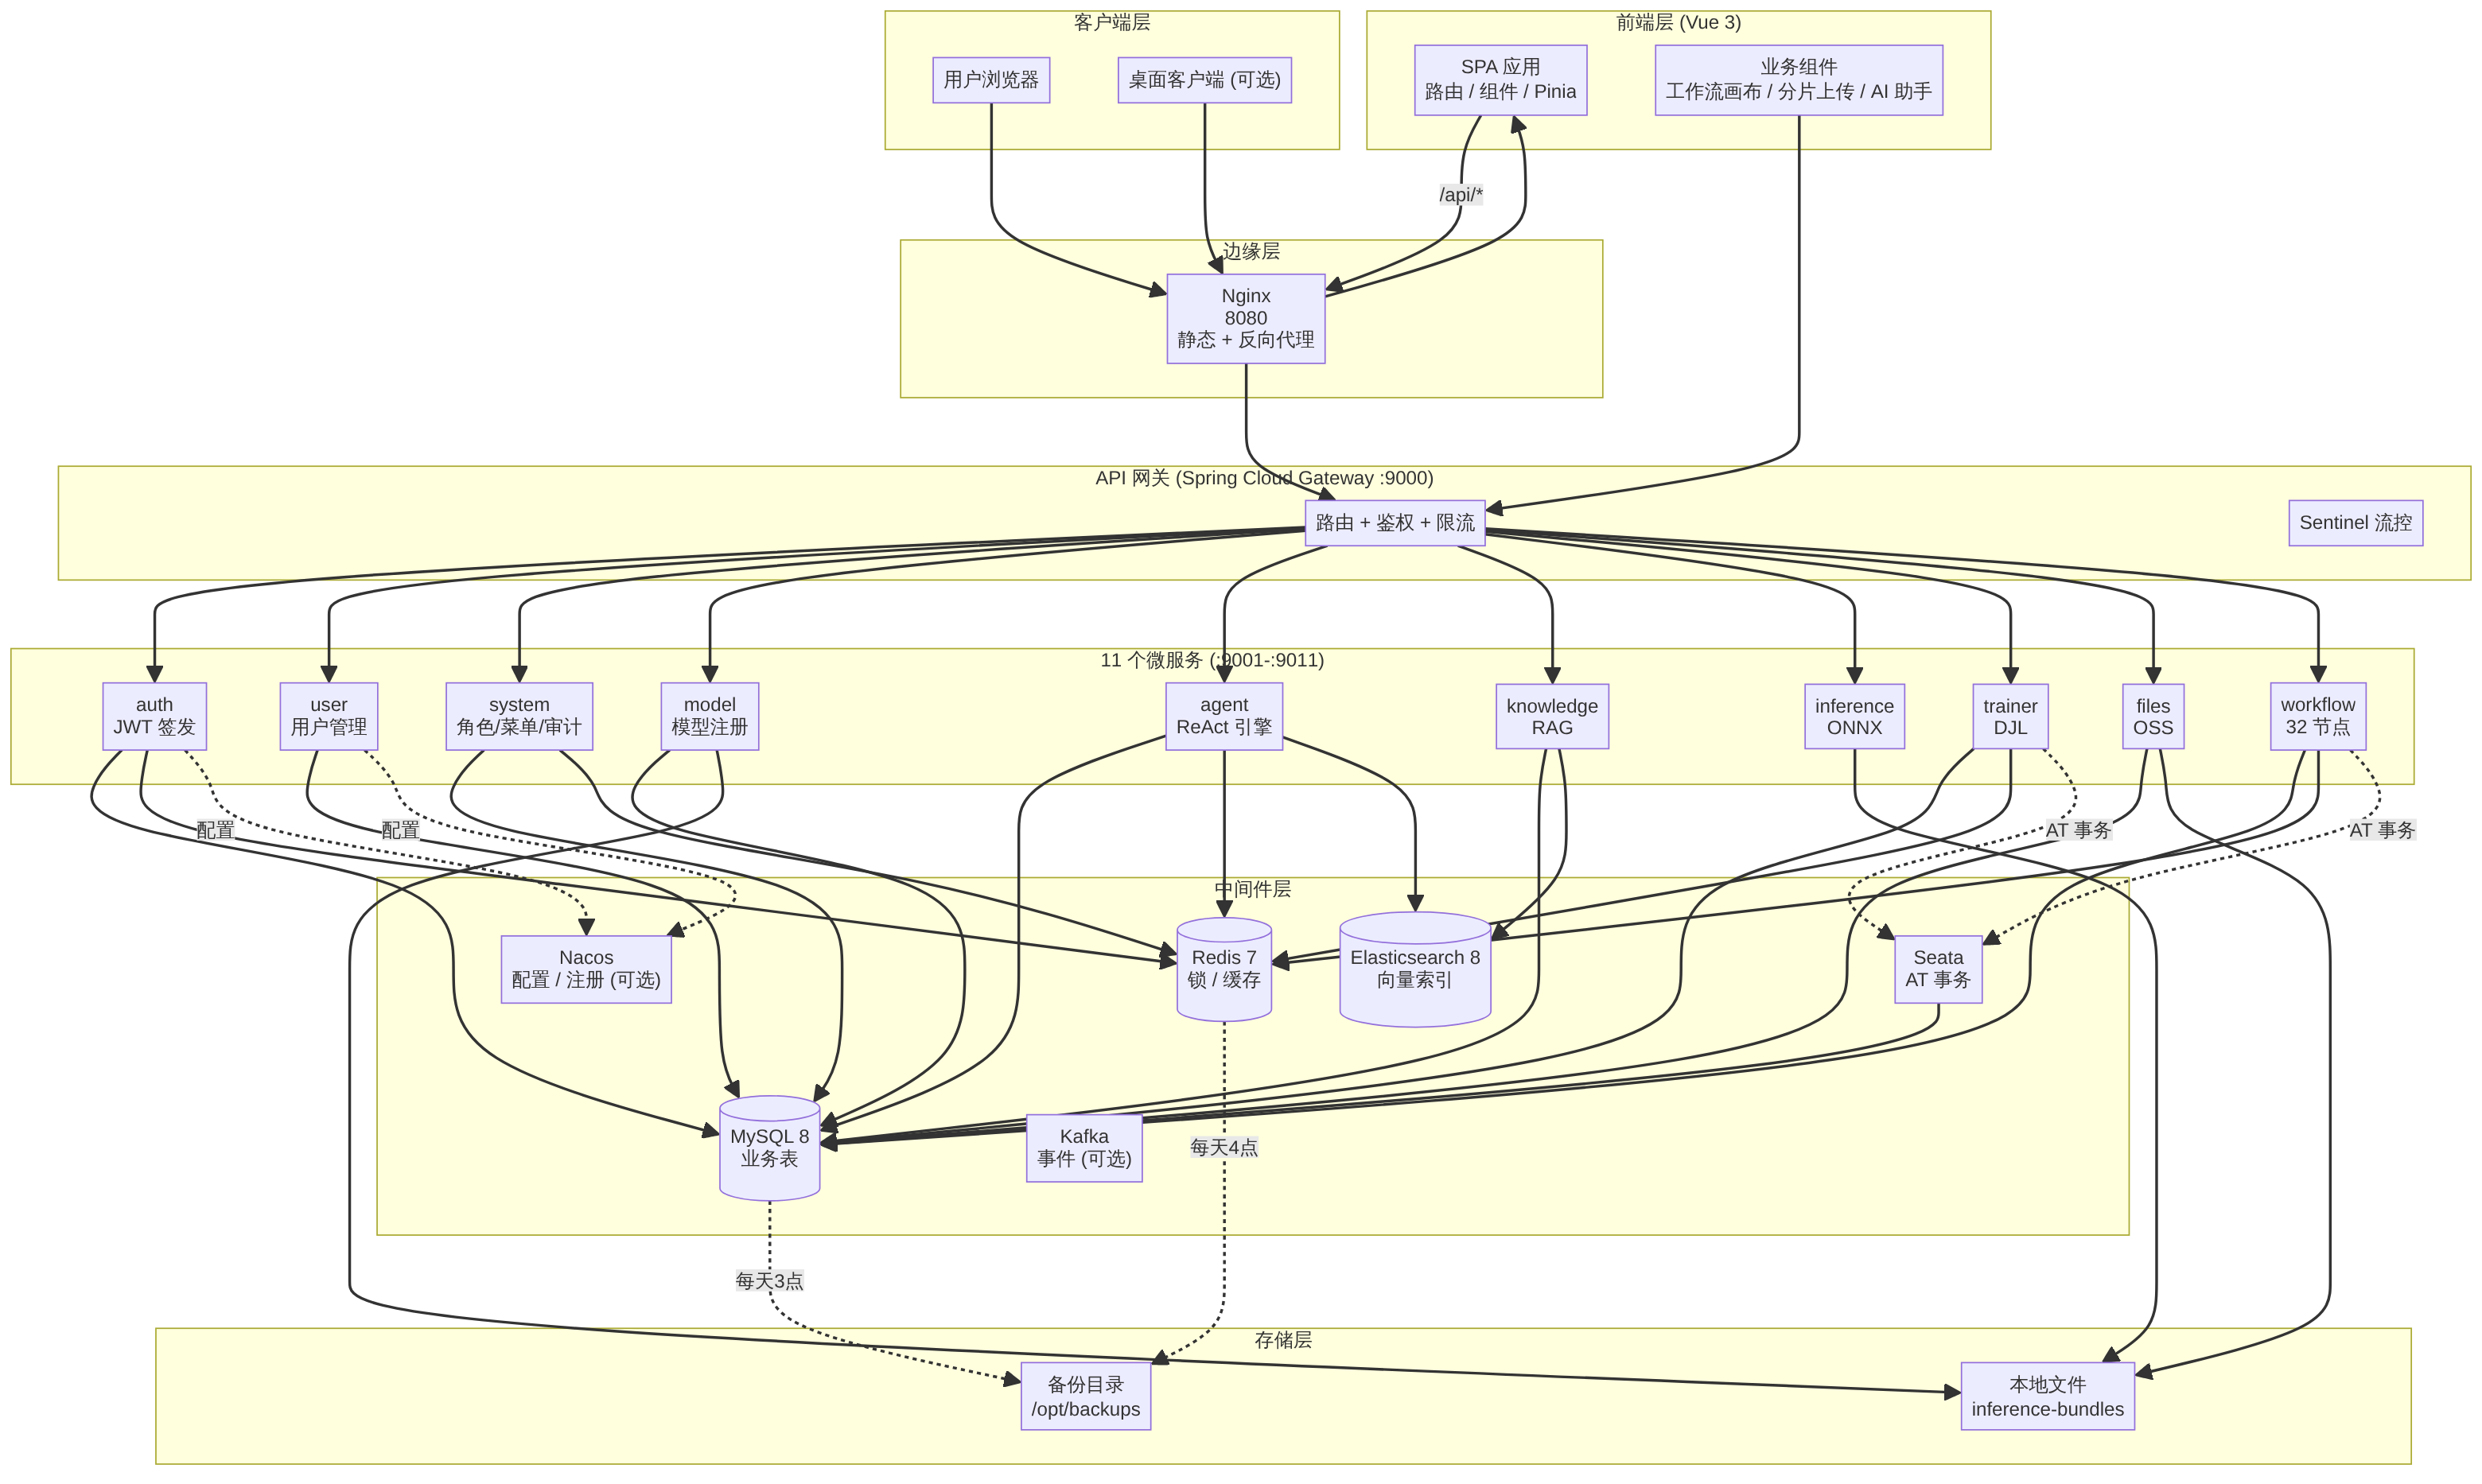 客户端层
前端层 (Vue 3)
用户浏览器
桌面客户端 (可选)
SPA 应用
路由 / 组件 / Pinia
业务组件
工作流画布 / 分片上传 / AI 助手
/api/*
边缘层
Nginx
8080
静态 + 反向代理
API 网关 (Spring Cloud Gateway :9000)
路由 + 鉴权 + 限流
Sentinel 流控
11 个微服务 (:9001-:9011)
auth
JWT 签发
user
用户管理
system
角色/菜单/审计
model
模型注册
agent
ReAct 引擎
knowledge
RAG
inference
ONNX
trainer
DJL
files
OSS
workflow
32 节点
配置
配置
AT 事务
AT 事务
中间件层
Nacos
配置 / 注册 (可选)
Redis 7
锁 / 缓存
Elasticsearch 8
向量索引
Seata
AT 事务
MySQL 8
业务表
Kafka
事件 (可选)
每天4点
每天3点
存储层
备份目录
/opt/backups
本地文件
inference-bundles